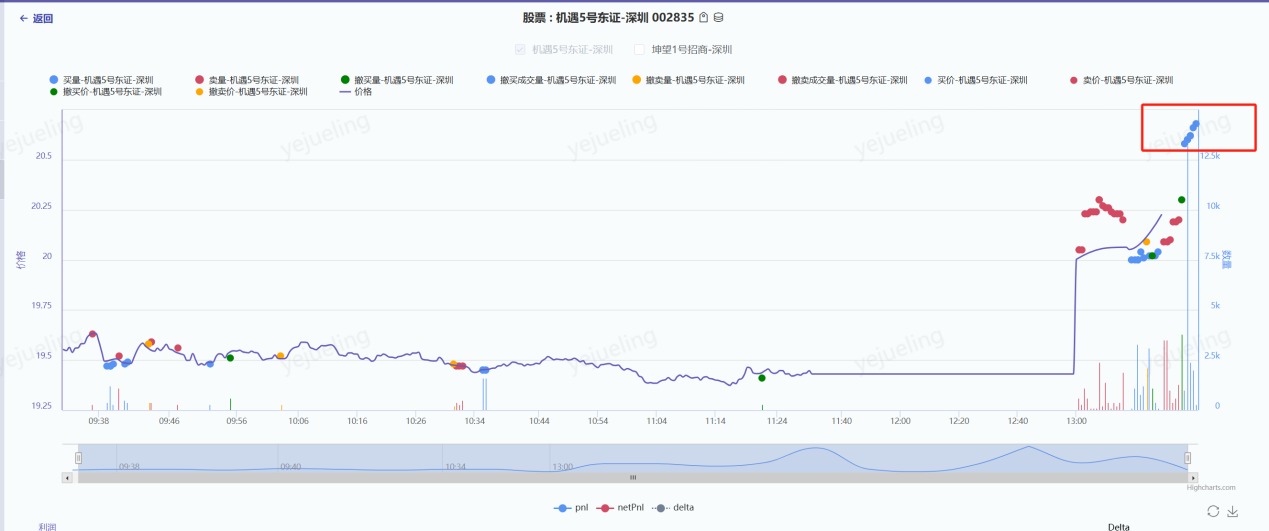 ← 返回
股票 : 机遇5号东证-深圳 002835
机遇5号东证-深圳 坤望1号招商-深圳
买量-机遇5号东证-深圳 卖量-机遇5号东证-深圳 撤买量-机遇5号东证-深圳 撤买成交量-机遇5号东证-深圳 撤卖量-机遇5号东证-深圳 撤卖成交量-机遇5号东证-深圳 买价-机遇5号东证-深圳 卖价-机遇5号东证-深圳
撤买价-机遇5号东证-深圳 撤卖价-机遇5号东证-深圳 价格
yejueling yejueling yejueling yejueling yejueling
20.5 12.5k
20.25 10k
20 7.5k
价格 数量
19.75 5k
yejueling yejueling yejueling yejueling yejueling
19.5 2.5k
19.25 0
09:38 09:46 09:56 10:06 10:16 10:26 10:34 10:44 10:54 11:04 11:14 11:24 11:40 12:00 12:20 12:40 13:00
09:38 09:40 10:34 13:00
Highcharts.com
pnl netPnl delta
利润 Delta